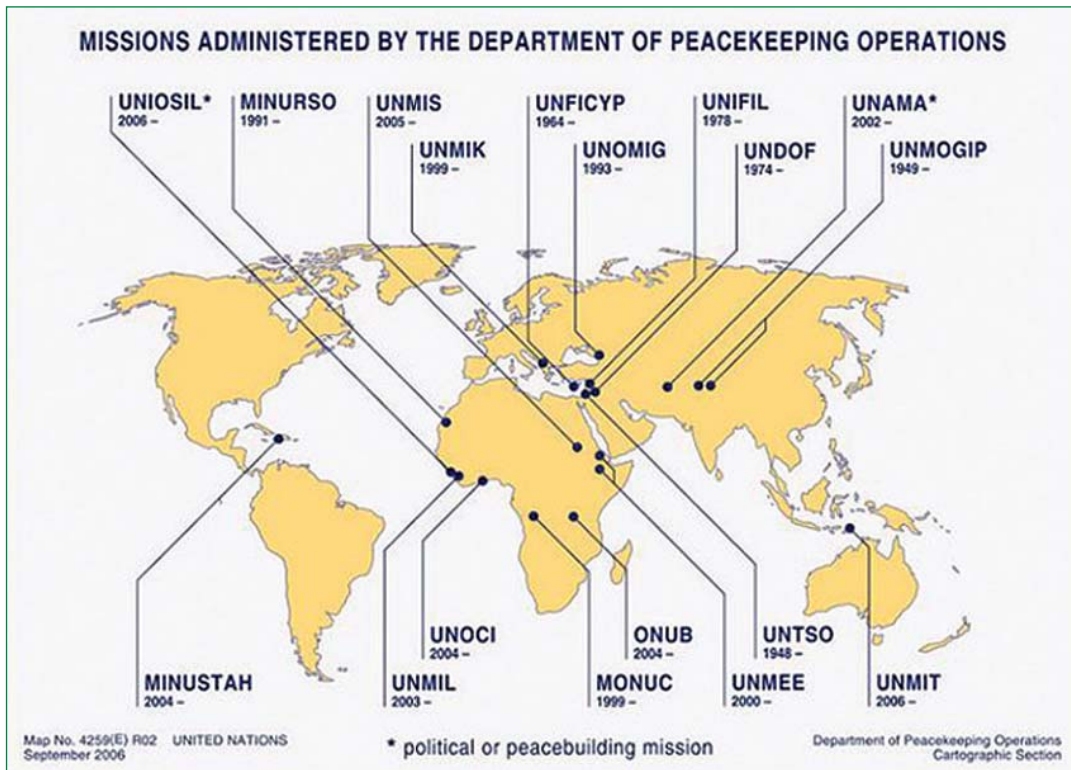 MISSIONS ADMINISTERED BY THE DEPARTMENT OF PEACEKEEPING OPERATIONS
UNIOSIL*
2006 –
MINURSO
1991 –
UNMIS
2005 –
UNFICYP
1964 –
UNIFIL
1978 –
UNAMA*
2002 –
UNMIK
1999 –
UNOMIG
1993 –
UNDOF
1974 –
UNMOGIP
1949 –
UNOCI
2004 –
ONUB
2004 –
UNTSO
1948 –
MINUSTAH
2004 –
UNMIL
2003 –
MONUC
1999 –
UNMEE
2000 –
UNMIT
2006 –
Map No. 4259(E) R02 UNITED NATIONS
September 2006
* political or peacebuilding mission
Department of Peacekeeping Operations
Cartographic Section